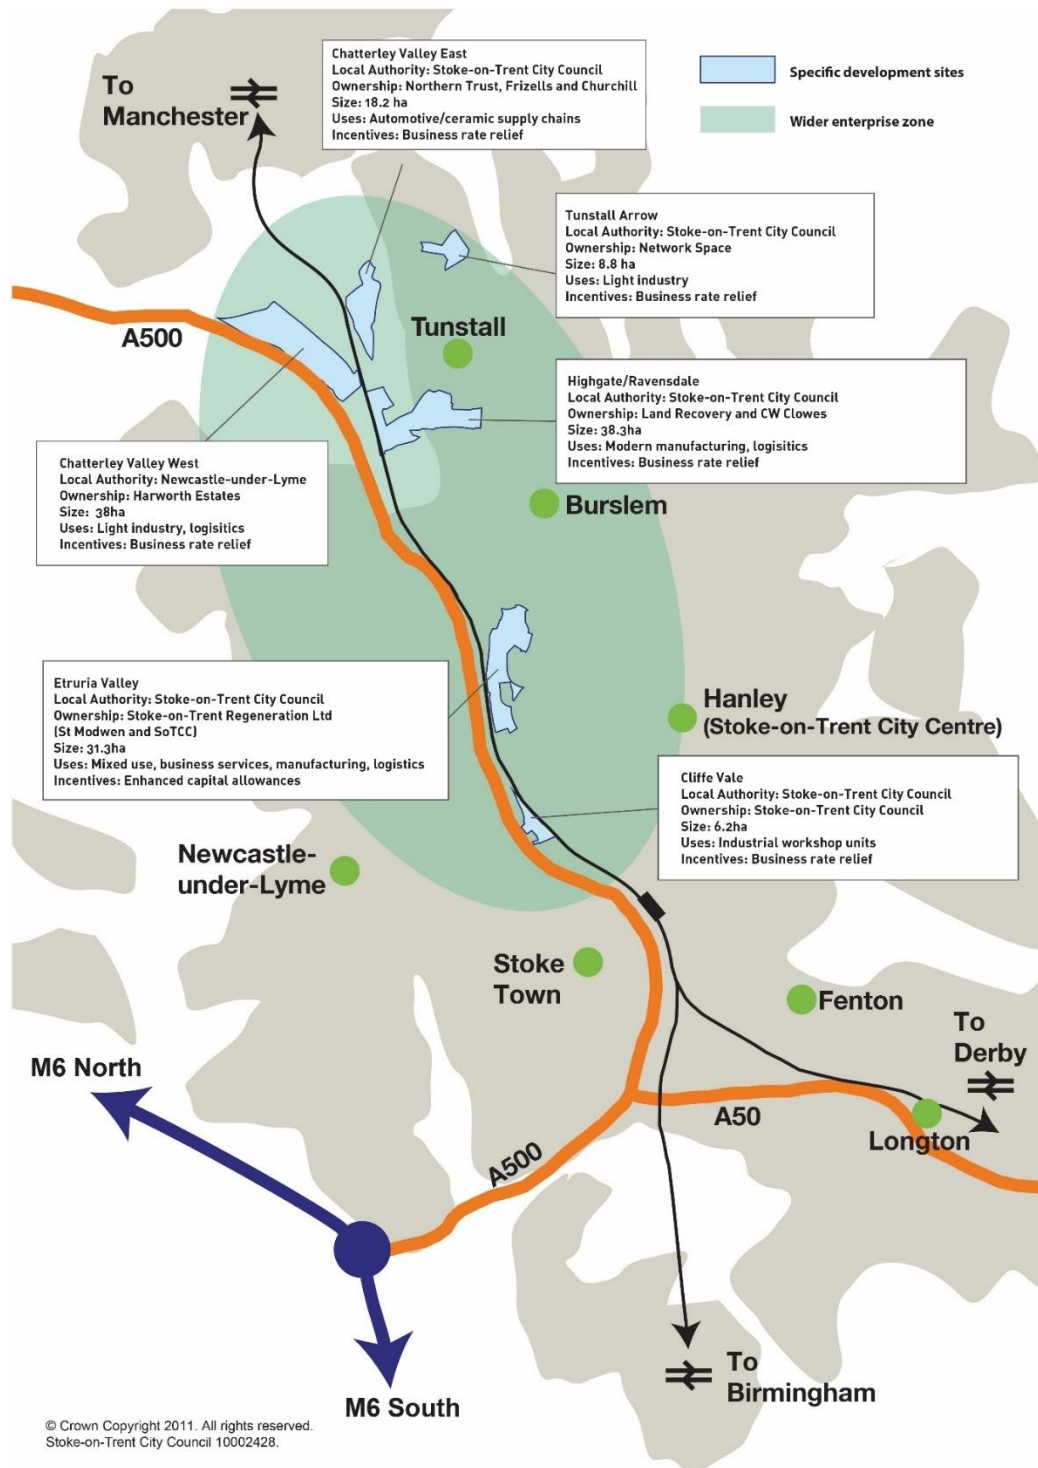 Chatterley Valley East
Local Authority: Stoke-on-Trent City Council
Ownership: Northern Trust, Frizells and Churchill
Size: 18.2 ha
Uses: Automotive/ceramic supply chains
Incentives: Business rate relief
Specific development sites
Wider enterprise zone
To
Manchester
Tunstall Arrow
Local Authority: Stoke-on-Trent City Council
Ownership: Network Space
Size: 8.8 ha
Uses: Light industry
Incentives: Business rate relief
A500
Tunstall
Highgate/Ravensdale
Local Authority: Stoke-on-Trent City Council
Ownership: Land Recovery and CW Clowes
Size: 38.3ha
Uses: Modern manufacturing, logisitics
Incentives: Business rate relief
Chatterley Valley West
Local Authority: Newcastle-under-Lyme
Ownership: Harworth Estates
Size: 38ha
Uses: Light industry, logisitics
Incentives: Business rate relief
Burslem
Etruria Valley
Local Authority: Stoke-on-Trent City Council
Ownership: Stoke-on-Trent Regeneration Ltd
(St Modwen and SoTCC)
Size: 31.3ha
Uses: Mixed use, business services, manufacturing, logistics
Incentives: Enhanced capital allowances
Hanley
(Stoke-on-Trent City Centre)
Cliffe Vale
Local Authority: Stoke-on-Trent City Council
Ownership: Stoke-on-Trent City Council
Size: 6.2ha
Uses: Industrial workshop units
Incentives: Business rate relief
Newcastle-
under-Lyme
Stoke
Town
Fenton
To
Derby
M6 North
A50
Longton
A500
To
Birmingham
M6 South
© Crown Copyright 2011. All rights reserved.
Stoke-on-Trent City Council 10002428.